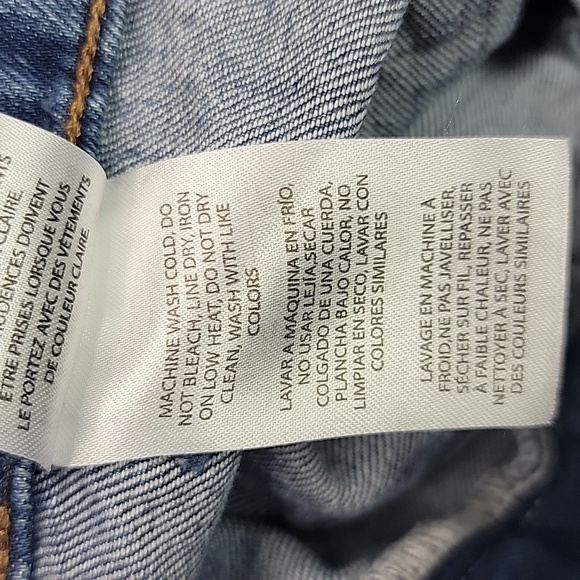 ÊTRE PRISES LORSQUE VOUS
LE PORTEZ AVEC DES VÊTEMENTS
DE COULEUR CLAIRE.
MACHINE WASH COLD, DO
NOT BLEACH, LINE DRY, IRON
ON LOW HEAT, DO NOT DRY
CLEAN, WASH WITH LIKE
COLORS
LAVAR A MÁQUINA EN FRÍO,
NO USAR LEJÍA,SECAR
COLGADO DE UNA CUERDA,
PLANCHA BAJO CALOR, NO
LIMPIAR EN SECO, LAVAR CON
COLORES SIMILARES
LAVAGE EN MACHINE À
FROID,NE PAS JAVELLISER,
SÉCHER SUR FIL, REPASSER
À FAIBLE CHALEUR, NE PAS
NETTOYER À SEC, LAVER AVEC
DES COULEURS SIMILAIRES